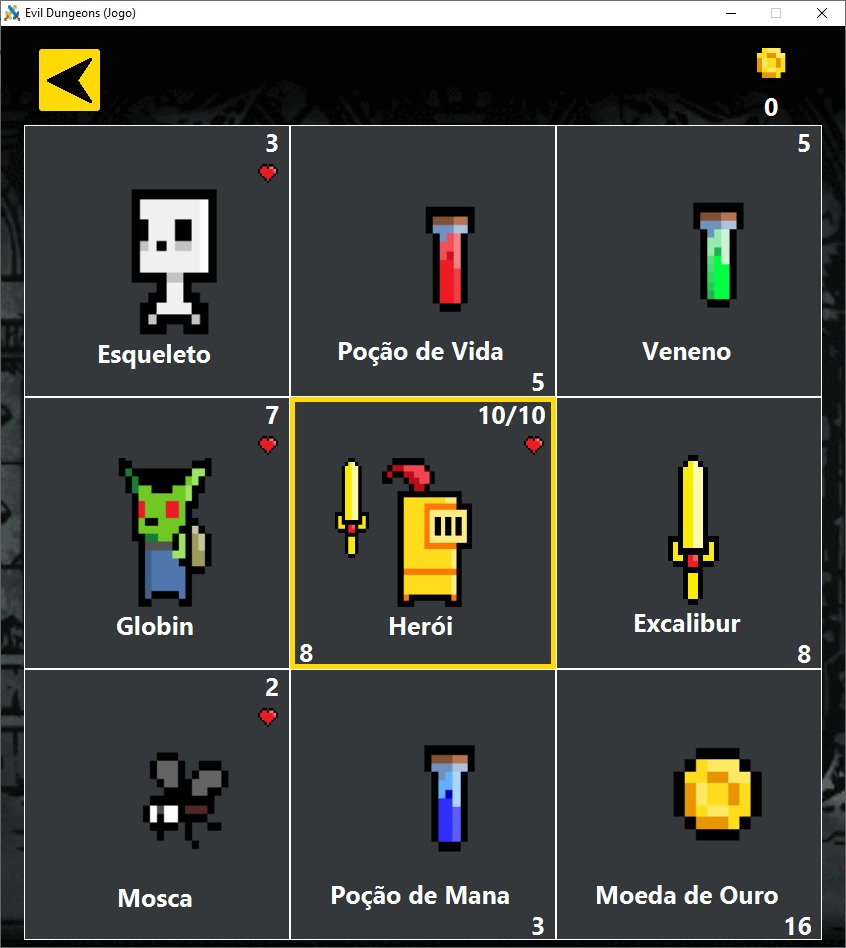 Evil Dungeons (Jogo)
0
3
Esqueleto
Poção de Vida
5
5
Veneno
7
Globin
10/10
Herói
8
Excalibur
8
2
Mosca
Poção de Mana
3
Moeda de Ouro
16